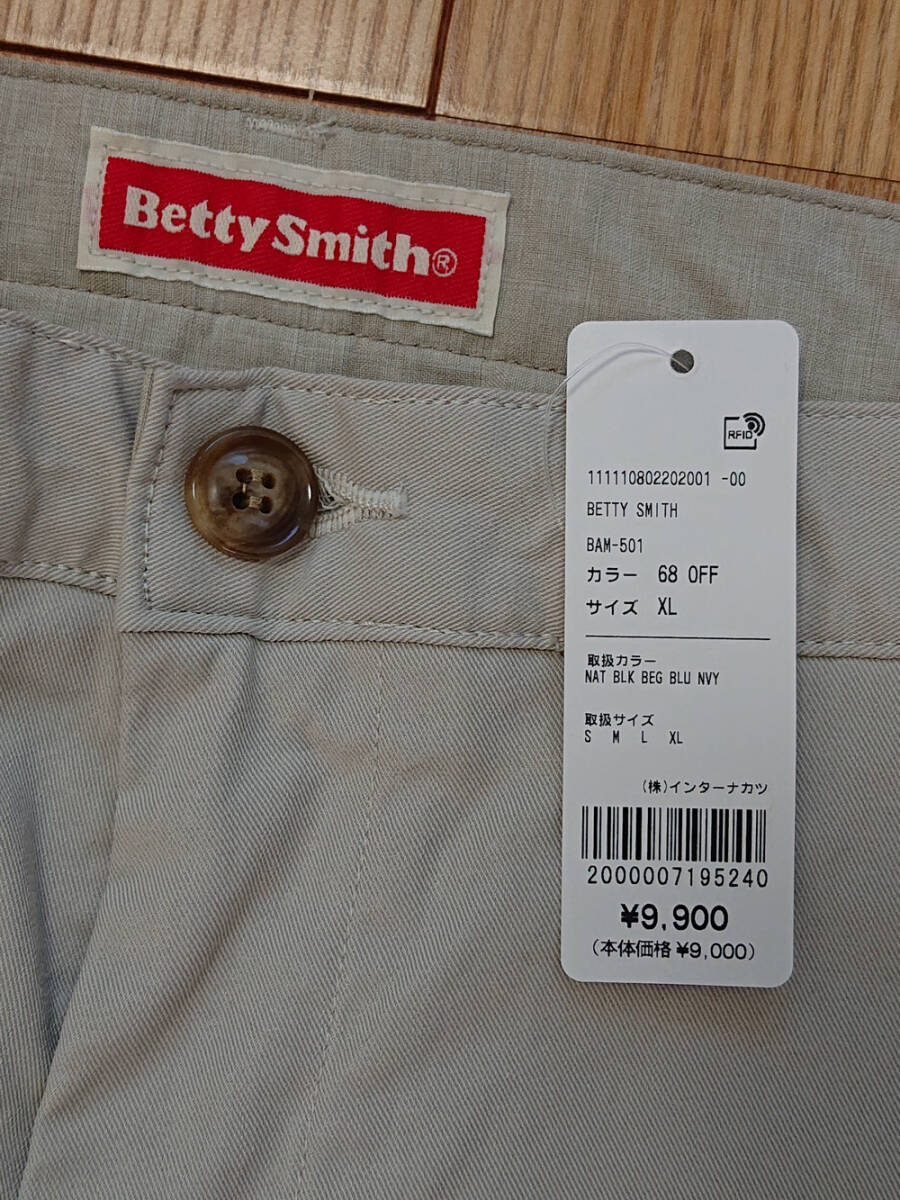 Betty Smith®
RFID
111110802202001 -00
BETTY SMITH
BAM-501
カラー 68 OFF
サイズ XL
取扱カラー
NAT BLK BEG BLU NVY
取扱サイズ
S M L XL
(株)インターナカツ
2000007195240
¥9,900
(本体価格 ¥9,000)